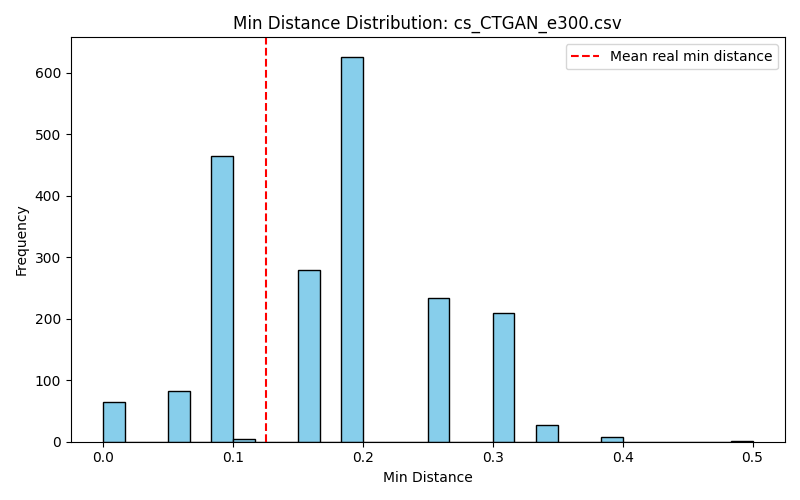 Min Distance Distribution: cs_CTGAN_e300.csv
Mean real min distance
Frequency
600
500
400
300
200
100
0
0.0 0.1 0.2 0.3 0.4 0.5
Min Distance